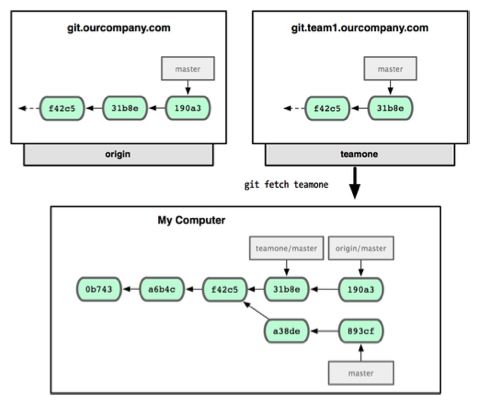 git.ourcompany.com
master
f42c5
31b8e
190a3
origin
git.team1.ourcompany.com
master
f42c5
31b8e
teamone
git fetch teamone
My Computer
teamone/master
origin/master
0b743
a6b4c
f42c5
31b8e
190a3
a38de
893cf
master